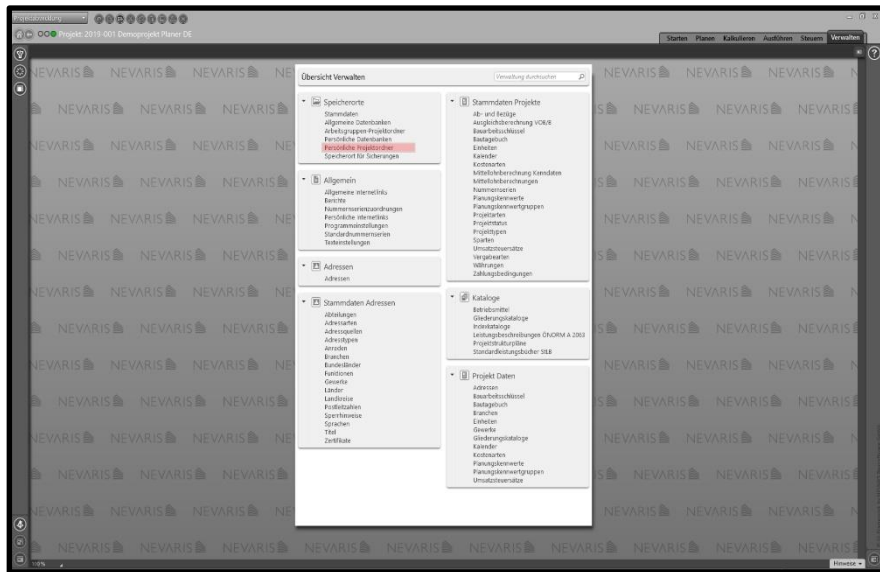 Projekt: 2019-001 Demoprojekt Planer DE
Starten Planen Kalkulieren Ausführen Steuern Verwalten
NEVARIS
Übersicht Verwalten
Verwaltung durchsuchen
Speicherorte
Stammdaten
Allgemeine Datenbanken
Arbeitsgruppen-Projektordner
Persönliche Datenbanken
Persönliche Projektordner
Speicherort für Sicherungen
Allgemein
Allgemeine Internetlinks
Berichte
Nummernserienzuordnungen
Persönliche Internetlinks
Programmeinstellungen
Standardnummernserien
Texteinstellungen
Adressen
Adressen
Stammdaten Adressen
Abteilungen
Adressarten
Adressquellen
Adresstypen
Anreden
Branchen
Bundesländer
Funktionen
Gewerke
Länder
Landkreise
Postleitzahlen
Sperrhinweise
Sprachen
Titel
Zertifikate
Stammdaten Projekte
Ab- und Bezüge
Ausgleichsberechnung VOB/B
Bauarbeitsschlüssel
Bautagebuch
Einheiten
Kalender
Kostenarten
Mittellohnberechnung Kenndaten
Mittellohnberechnungen
Nummernserien
Planungskennwerte
Planungskennwertgruppen
Projektarten
Projektstatus
Projekttypen
Sparten
Umsatzsteuersätze
Vergabearten
Währungen
Zahlungsbedingungen
Kataloge
Betriebsmittel
Gliederungskataloge
Indexkataloge
Leistungsbeschreibungen ÖNORM A 2063
Projektstrukturpläne
Standardleistungsbücher StLB
Projekt Daten
Adressen
Bauarbeitsschlüssel
Bautagebuch
Branchen
Einheiten
Gewerke
Gliederungskataloge
Kalender
Kostenarten
Planungskennwerte
Planungskennwertgruppen
Umsatzsteuersätze
100%
Hinweise